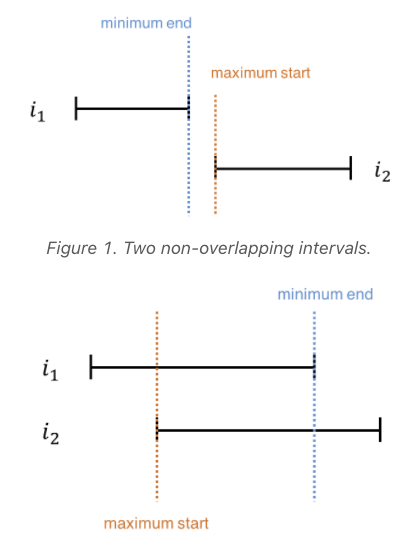 minimum end
maximum start
i₁
i₂
Figure 1. Two non-overlapping intervals.
minimum end
i₁
i₂
maximum start